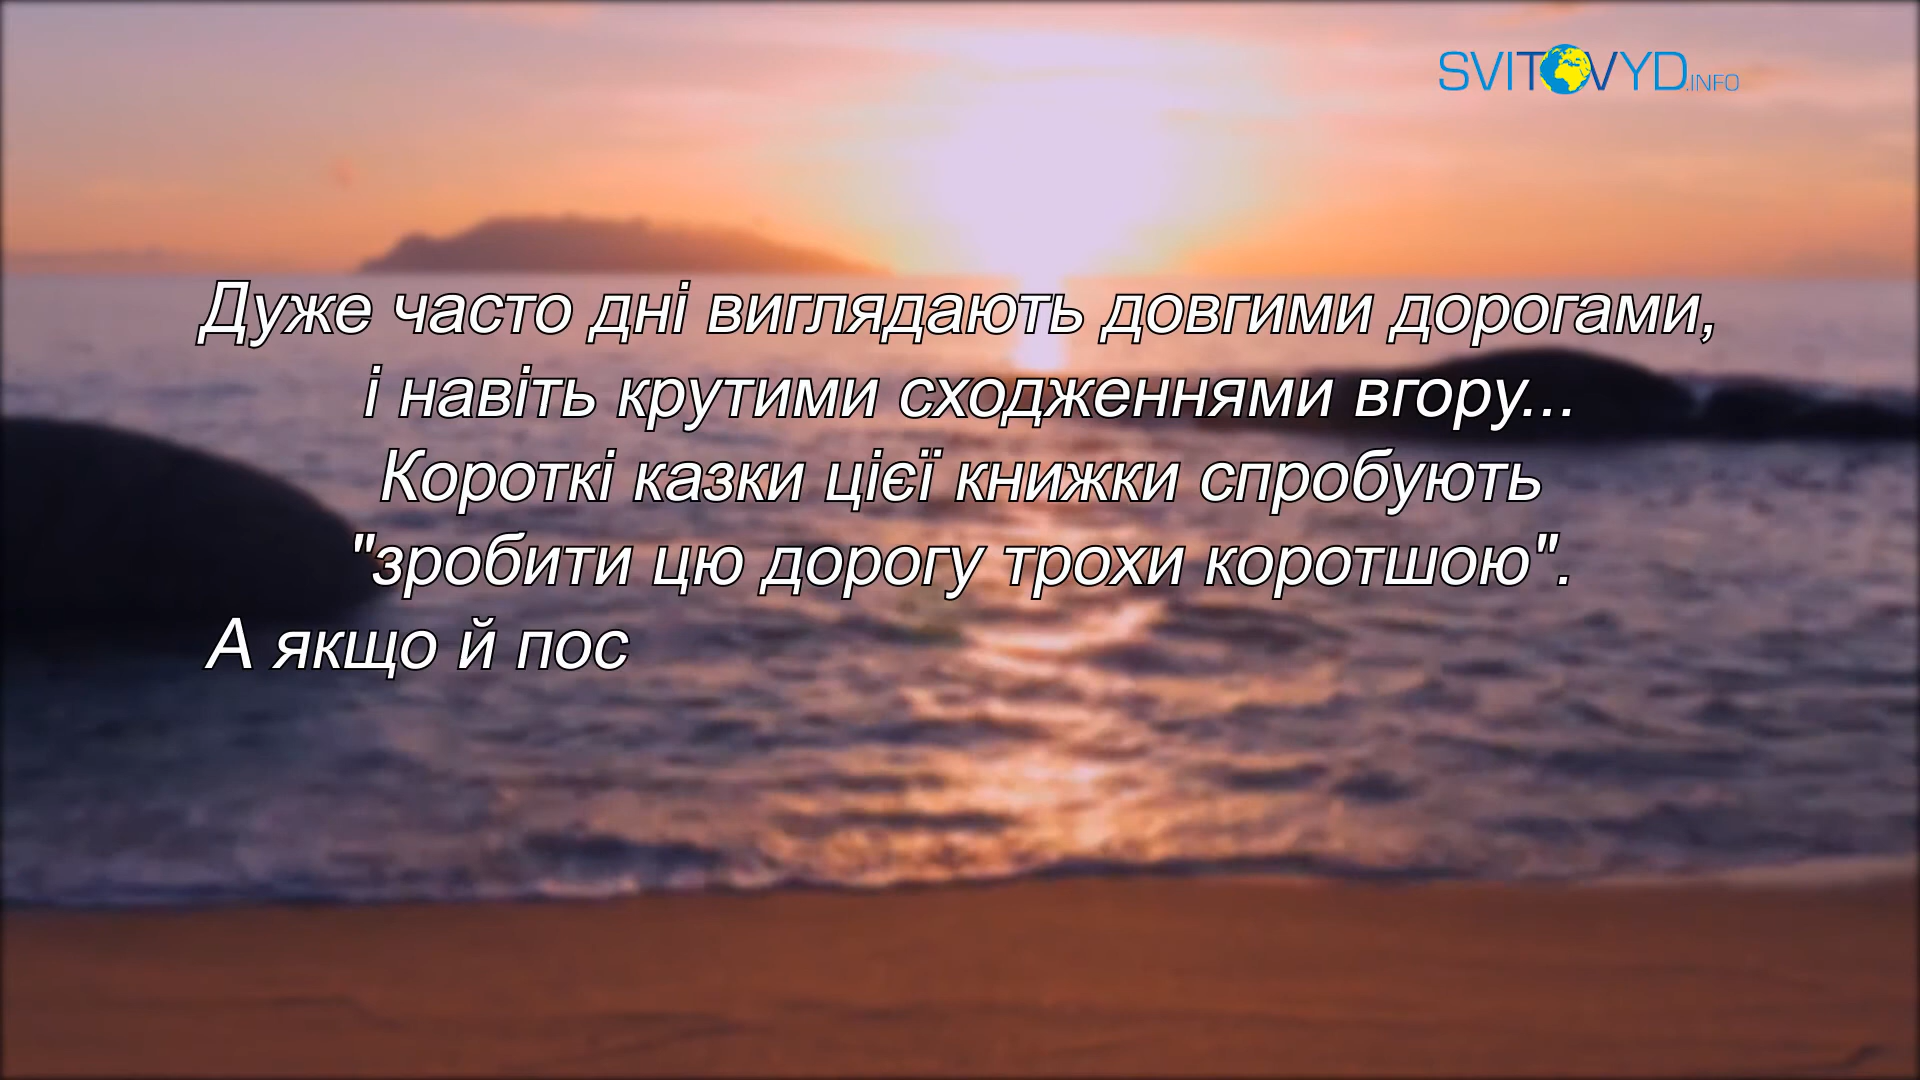 SVITOVYD.INFO
Дуже часто дні виглядають довгими дорогами,
і навіть крутими сходженнями вгору...
Короткі казки цієї книжки спробують
"зробити цю дорогу трохи коротшою".
А якщо й пос